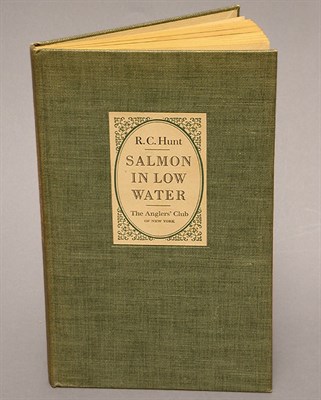 R. C. Hunt
SALMON
IN LOW
WATER
The Anglers' Club
OF NEW YORK